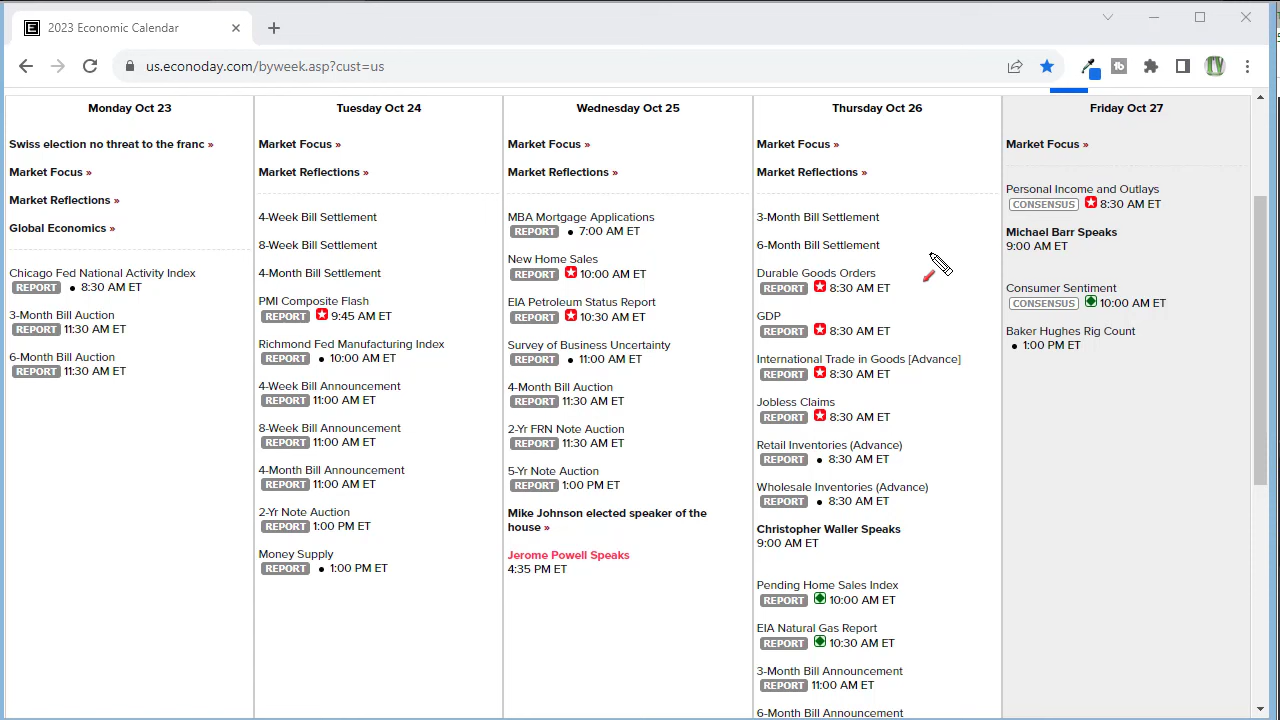 2023 Economic Calendar
us.econoday.com/byweek.asp?cust=us
Monday Oct 23
Swiss election no threat to the franc »
Market Focus »
Market Reflections »
Global Economics »
Chicago Fed National Activity Index
REPORT • 8:30 AM ET
3-Month Bill Auction
REPORT 11:30 AM ET
6-Month Bill Auction
REPORT 11:30 AM ET
Tuesday Oct 24
Market Focus »
Market Reflections »
4-Week Bill Settlement
8-Week Bill Settlement
4-Month Bill Settlement
PMI Composite Flash
REPORT 9:45 AM ET
Richmond Fed Manufacturing Index
REPORT • 10:00 AM ET
4-Week Bill Announcement
REPORT 11:00 AM ET
8-Week Bill Announcement
REPORT 11:00 AM ET
4-Month Bill Announcement
REPORT 11:00 AM ET
2-Yr Note Auction
REPORT 1:00 PM ET
Money Supply
REPORT • 1:00 PM ET
Wednesday Oct 25
Market Focus »
Market Reflections »
MBA Mortgage Applications
REPORT • 7:00 AM ET
New Home Sales
REPORT 10:00 AM ET
EIA Petroleum Status Report
REPORT 10:30 AM ET
Survey of Business Uncertainty
REPORT • 11:00 AM ET
4-Month Bill Auction
REPORT 11:30 AM ET
2-Yr FRN Note Auction
REPORT 11:30 AM ET
5-Yr Note Auction
REPORT 1:00 PM ET
Mike Johnson elected speaker of the
house »
Jerome Powell Speaks
4:35 PM ET
Thursday Oct 26
Market Focus »
Market Reflections »
3-Month Bill Settlement
6-Month Bill Settlement
Durable Goods Orders
REPORT 8:30 AM ET
GDP
REPORT 8:30 AM ET
International Trade in Goods [Advance]
REPORT 8:30 AM ET
Jobless Claims
REPORT 8:30 AM ET
Retail Inventories (Advance)
REPORT • 8:30 AM ET
Wholesale Inventories (Advance)
REPORT • 8:30 AM ET
Christopher Waller Speaks
9:00 AM ET
Pending Home Sales Index
REPORT 10:00 AM ET
EIA Natural Gas Report
REPORT 10:30 AM ET
3-Month Bill Announcement
REPORT 11:00 AM ET
6-Month Bill Announcement
Friday Oct 27
Market Focus »
Personal Income and Outlays
CONSENSUS 8:30 AM ET
Michael Barr Speaks
9:00 AM ET
Consumer Sentiment
CONSENSUS 10:00 AM ET
Baker Hughes Rig Count
• 1:00 PM ET